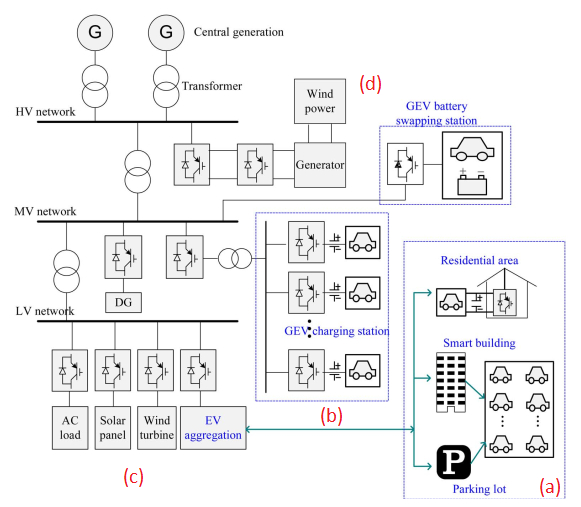 G
G
Central generation
Transformer
HV network
Wind
power
(d)
GEV battery
swapping station
Generator
+ −
MV network
DG
LV network
GEV charging station
(b)
Residential area
Smart building
P
Parking lot
(a)
AC
load
Solar
panel
Wind
turbine
EV
aggregation
(c)